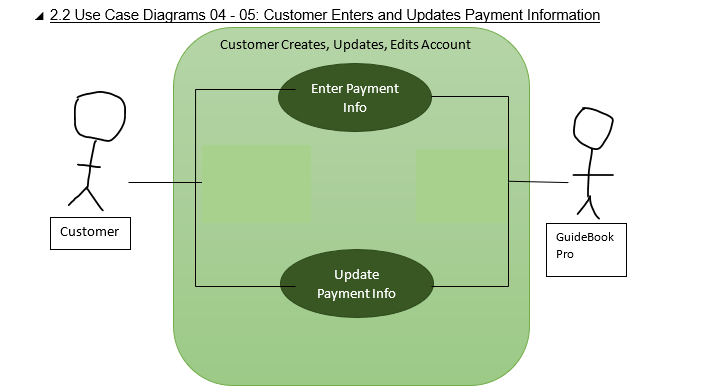 2.2 Use Case Diagrams 04 - 05: Customer Enters and Updates Payment Information
Customer Creates, Updates, Edits Account
Enter Payment
Info
Customer
GuideBook
Pro
Update
Payment Info